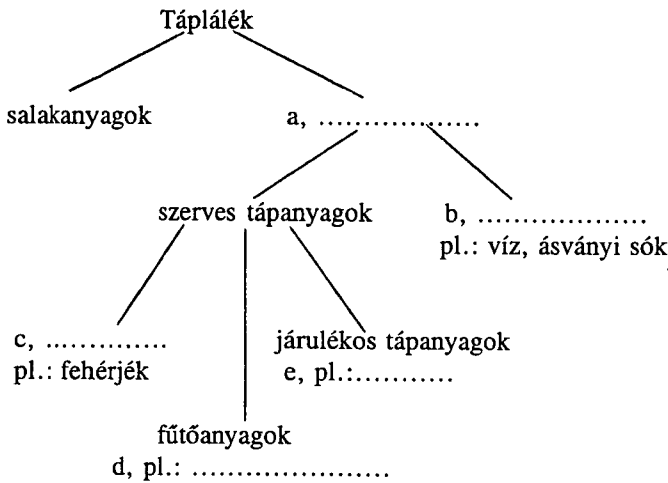 Táplálék
salakanyagok
a, ..................
szerves tápanyagok
b, ...................
pl.: víz, ásványi sók
c, .............
pl.: fehérjék
járulékos tápanyagok
e, pl.:...........
fűtőanyagok
d, pl.: ......................